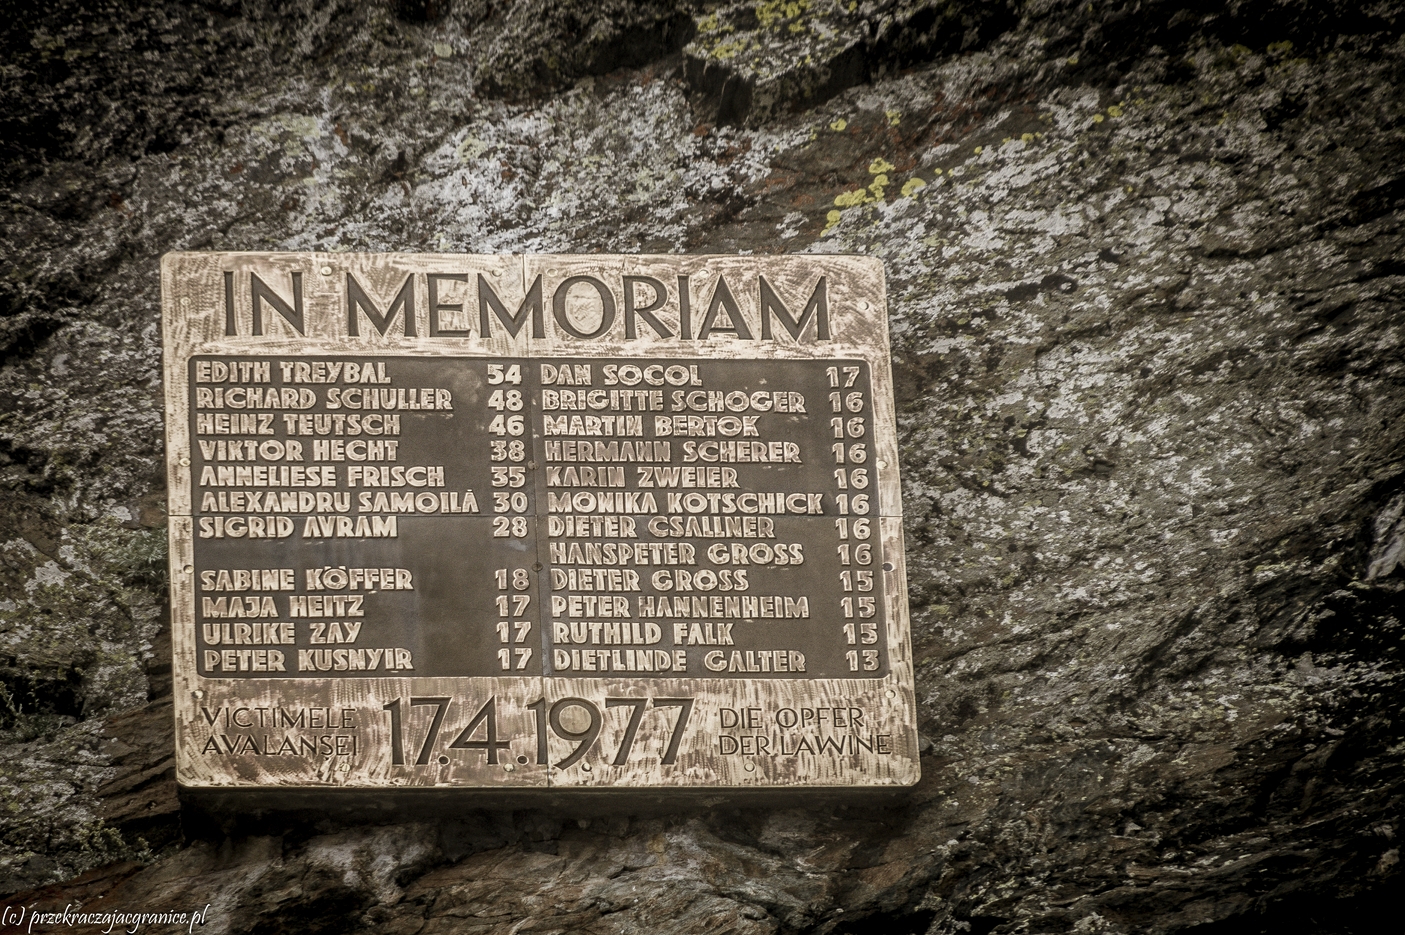 IN MEMORIAM
EDITH TREYBAL 54
RICHARD SCHULLER 48
HEINZ TEUTSCH 46
VIKTOR HECHT 38
ANNELIESE FRISCH 35
ALEXANDRU SAMOILĂ 30
SIGRID AVRAM 28
SABINE KÖFFER 18
MAJA HEITZ 17
ULRIKE ZAY 17
PETER KUSNYIR 17
DAN SOCOL 17
BRIGITTE SCHOGER 16
MARTIN BERTOK 16
HERMANN SCHERER 16
KARIN ZWEIER 16
MONIKA KOTSCHICK 16
DIETER CSALLNER 16
HANSPETER GROSS 16
DIETER GROSS 15
PETER HANNENHEIM 15
RUTHILD FALK 15
DIETLINDE GALTER 13
VICTIMELE
AVALANȘEI
17.4.1977
DIE OPFER
DER LAWINE
(c) przekraczajacgranice.pl